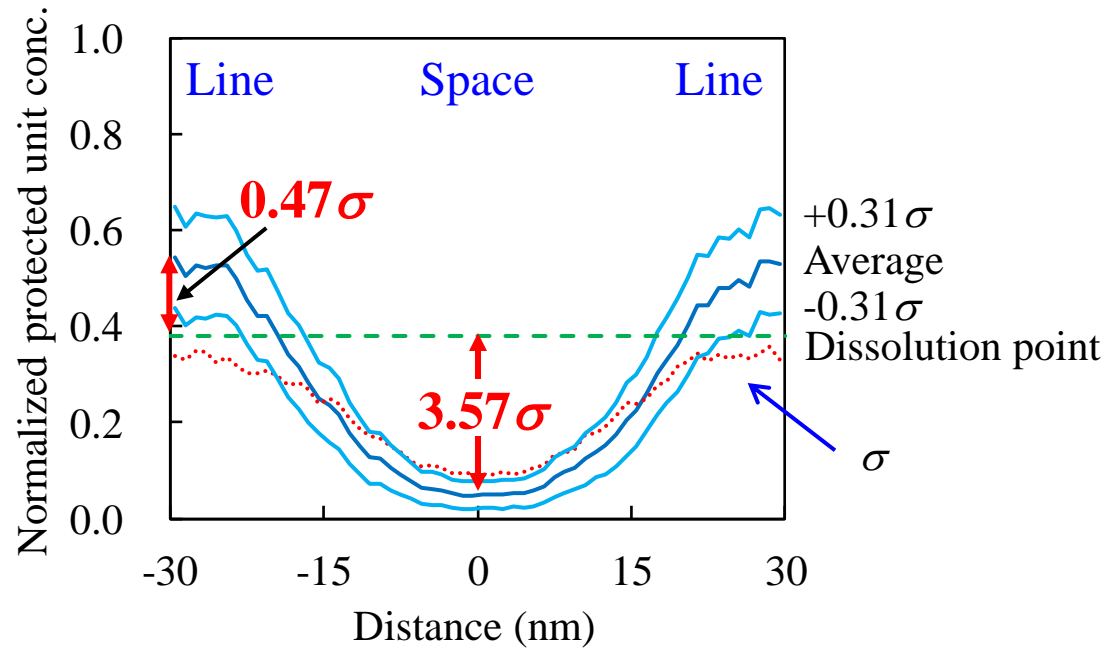 Normalized protected unit conc.
1.0
0.8
0.6
0.4
0.2
0.0
Line
Space
Line
0.47σ
3.57σ
+0.31σ
Average
-0.31σ
Dissolution point
σ
-30
-15
0
15
30
Distance (nm)